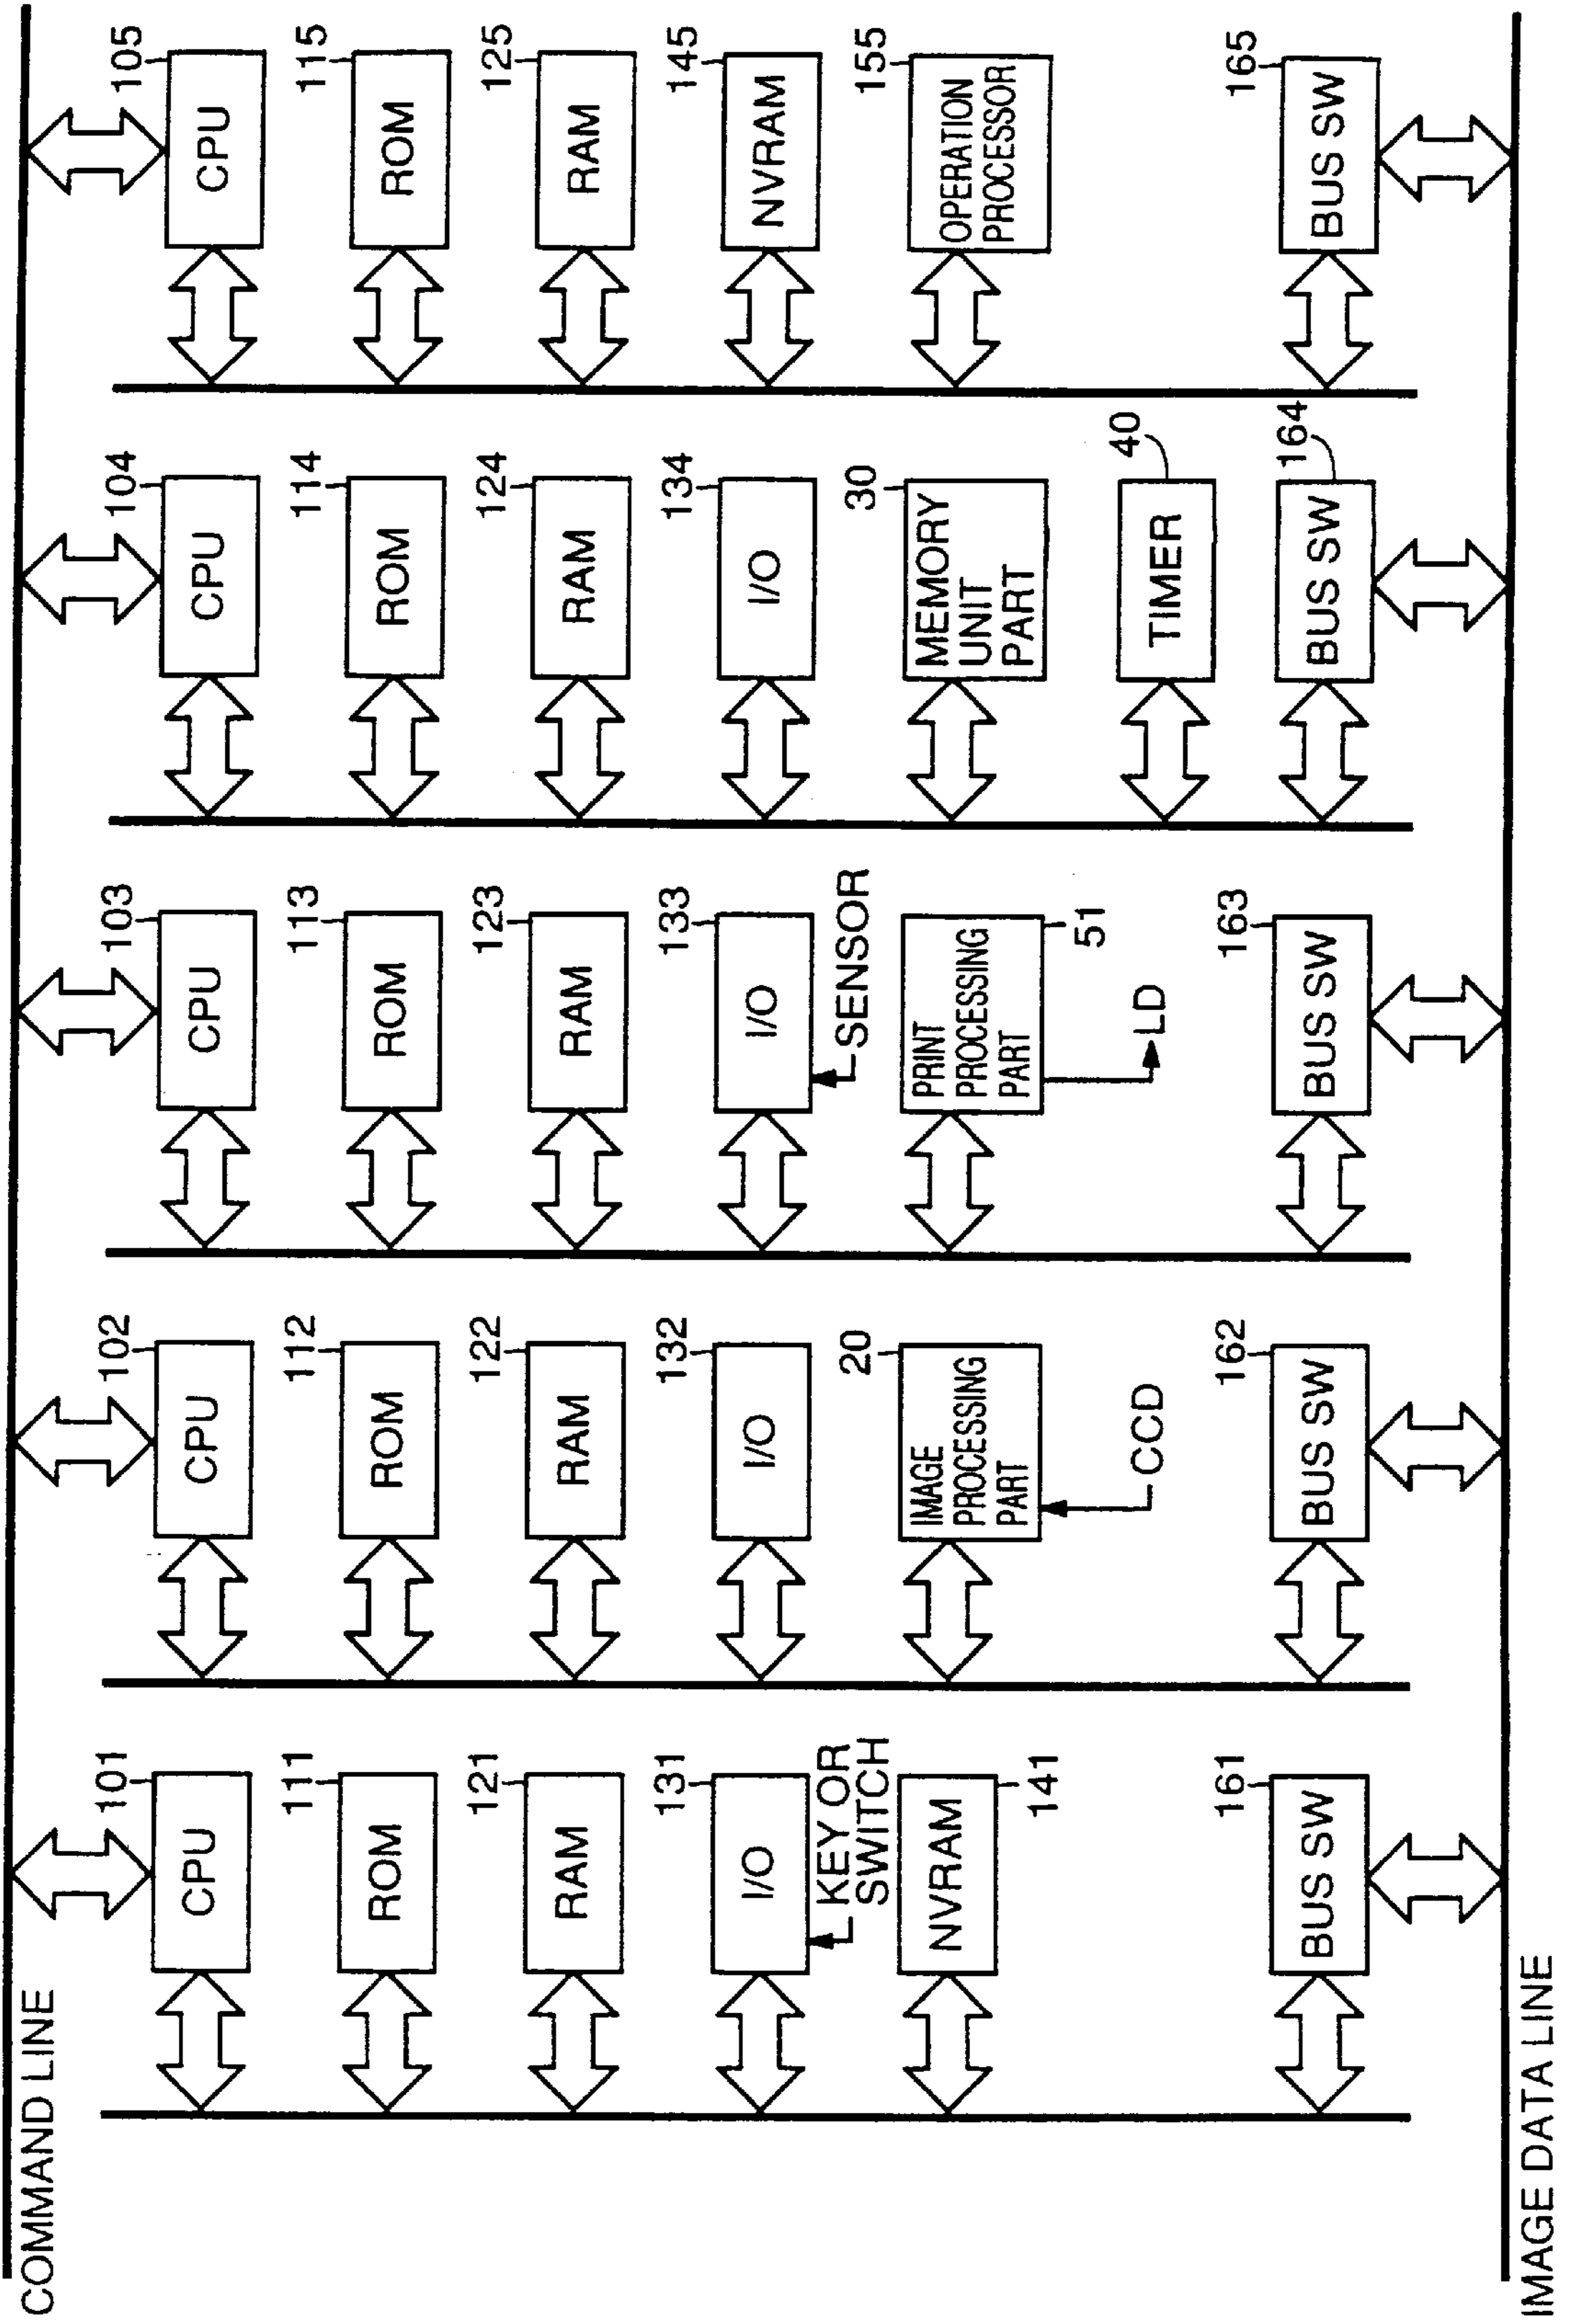 COMMAND LINE
101
CPU
111
ROM
121
RAM
131
I/O
KEY OR
SWITCH
NVRAM
141
161
BUS SW
102
CPU
112
ROM
122
RAM
132
I/O
20
IMAGE
PROCESSING
PART
CCD
162
BUS SW
103
CPU
113
ROM
123
RAM
133
I/O
SENSOR
PRINT
PROCESSING
PART
51
LD
163
BUS SW
104
CPU
114
ROM
124
RAM
134
I/O
30
MEMORY
UNIT
PART
40
TIMER
164
BUS SW
105
CPU
115
ROM
125
RAM
145
NVRAM
155
OPERATION
PROCESSOR
165
BUS SW
IMAGE DATA LINE